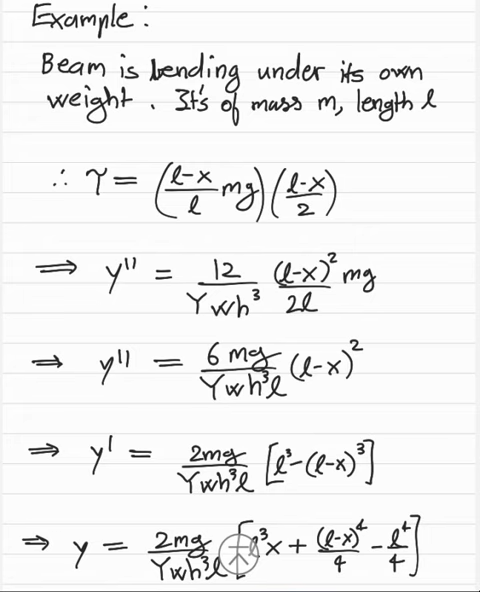 Example:
Beam is bending under its own
weight. It's of mass m, length l
∴ τ = ((l-x)/l mg) ((l-x)/2)
⇒ y'' = 12/(Ywh³) (l-x)²/(2l) mg
⇒ y'' = 6mg/(Ywh³l) (l-x)²
⇒ y' = 2mg/(Ywh³l) [l³-(l-x)³]
⇒ y = 2mg/(Ywh³l) [l³x + (l-x)⁴/4 - l⁴/4]